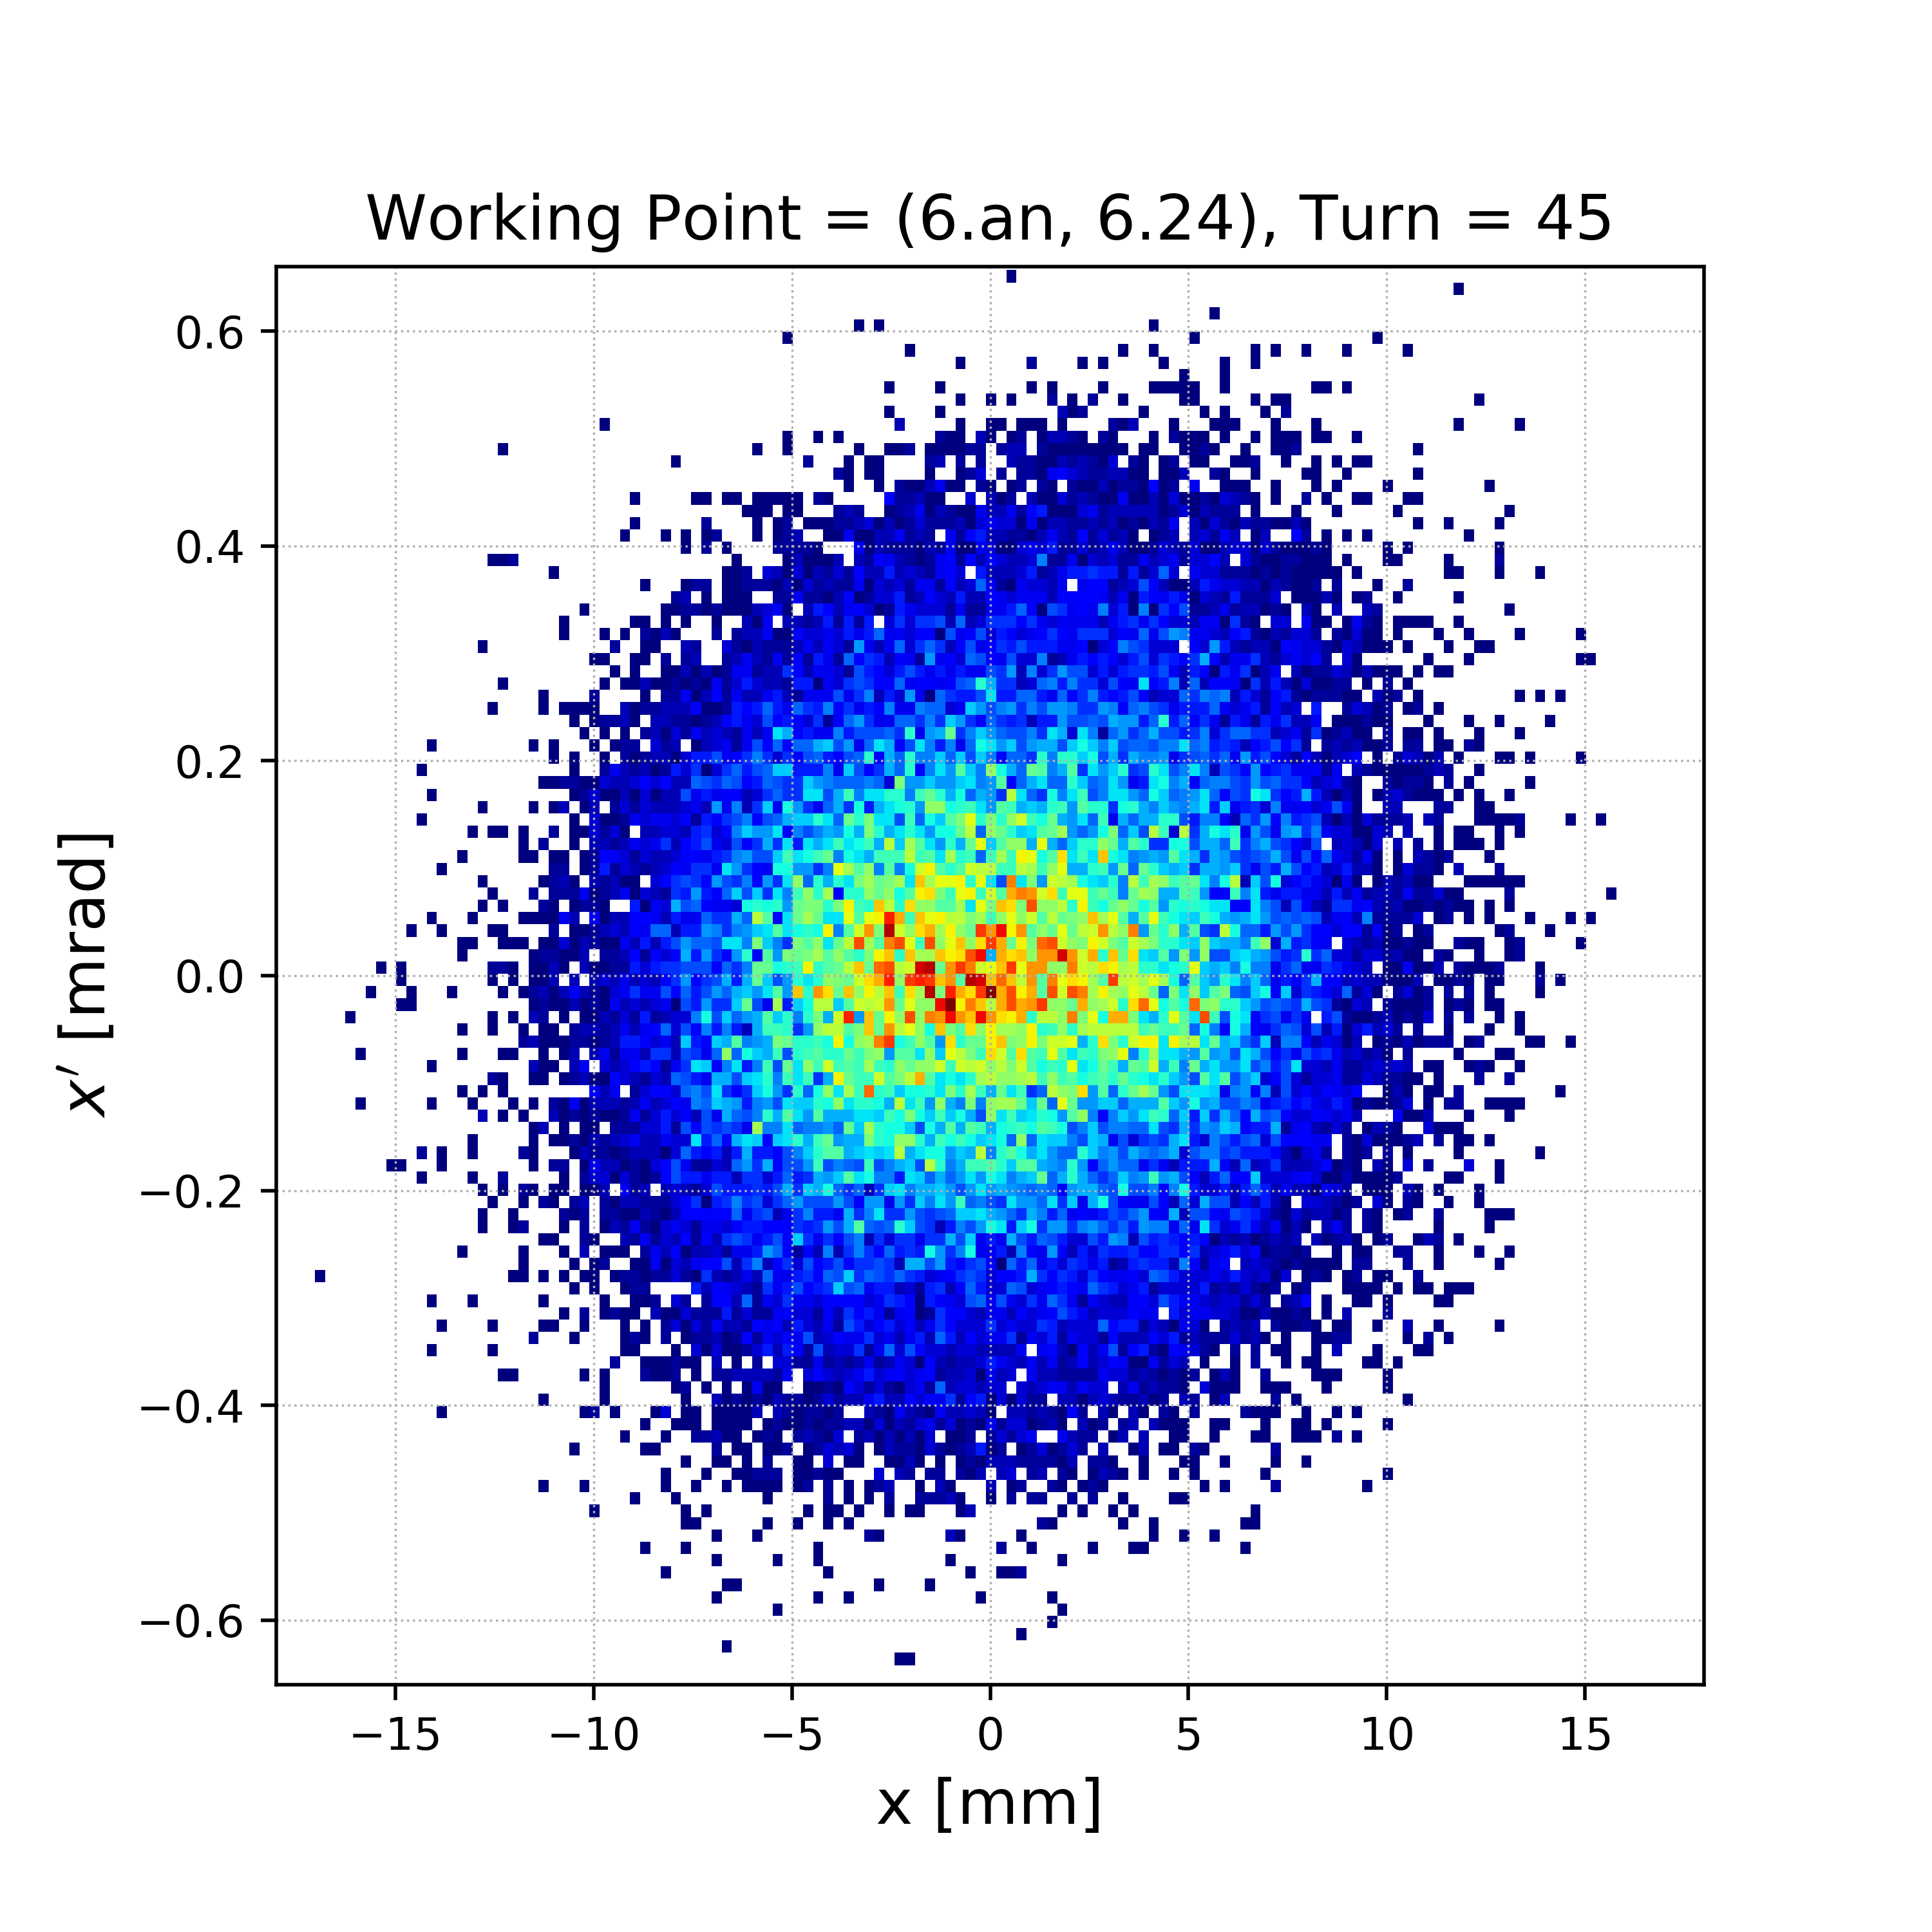 Working Point = (6.an, 6.24), Turn = 45
0.6
0.4
0.2
0.0
−0.2
−0.4
−0.6
x′ [mrad]
−15 −10 −5 0 5 10 15
x [mm]